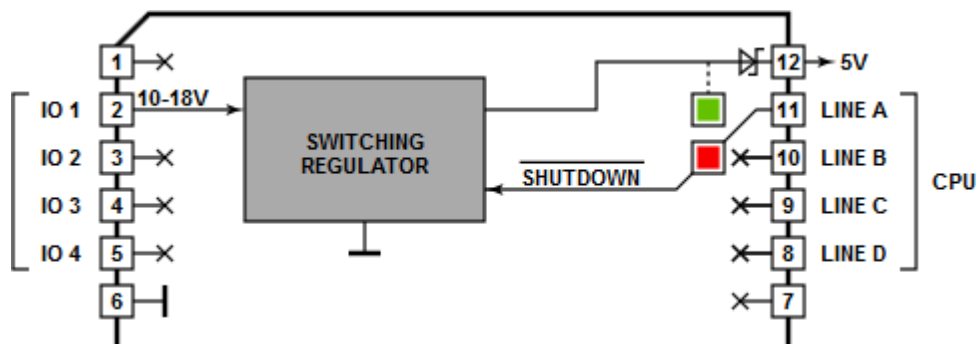 1
12
5V
IO 1
2
10-18V
11
LINE A
IO 2
3
SWITCHING
REGULATOR
SHUTDOWN
10
LINE B
CPU
IO 3
4
9
LINE C
IO 4
5
8
LINE D
6
7